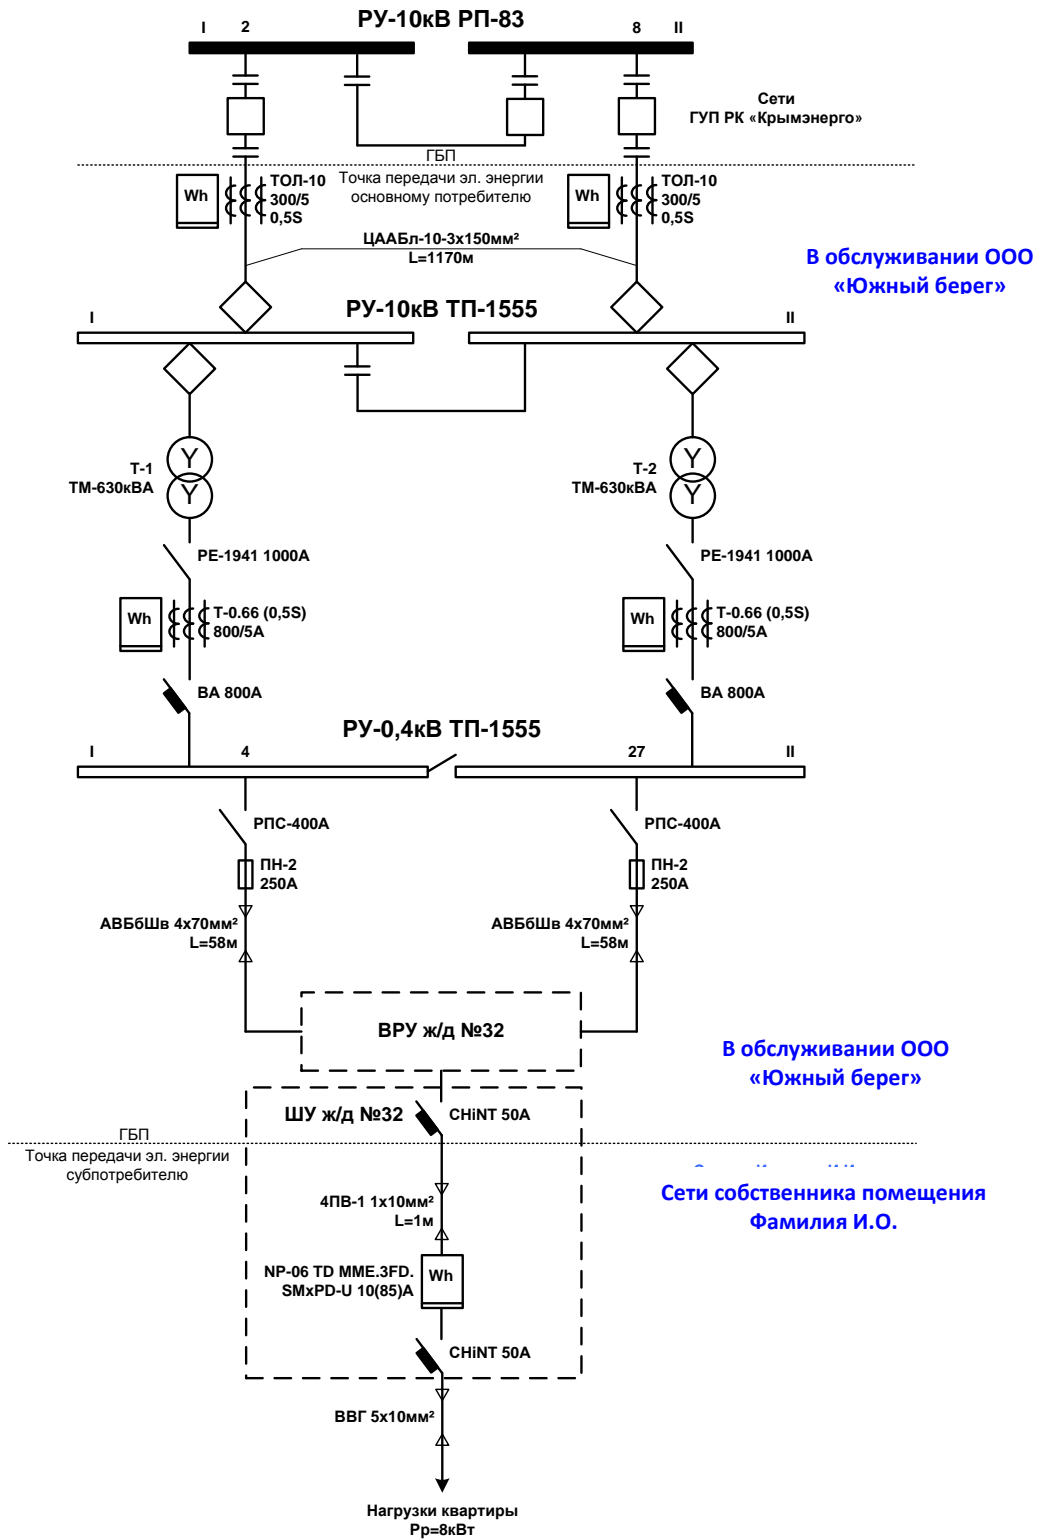 РУ-10кВ РП-83
I 2
8 II
Сети
ГУП РК «Крымэнерго»
ГБП
Точка передачи эл. энергии
основному потребителю
Wh
ТОЛ-10
300/5
0,5S
Wh
ТОЛ-10
300/5
0,5S
ЦААБл-10-3х150мм²
L=1170м
В обслуживании ООО
«Южный берег»
РУ-10кВ ТП-1555
I
II
Y
Y
Т-1
ТМ-630кВА
Y
Y
Т-2
ТМ-630кВА
РЕ-1941 1000А
РЕ-1941 1000А
Wh
Т-0.66 (0,5S)
800/5А
Wh
Т-0.66 (0,5S)
800/5А
ВА 800А
ВА 800А
РУ-0,4кВ ТП-1555
I 4
27 II
РПС-400А
РПС-400А
ПН-2
250А
ПН-2
250А
АВБбШв 4х70мм²
L=58м
АВБбШв 4х70мм²
L=58м
ВРУ ж/д №32
В обслуживании ООО
«Южный берег»
ШУ ж/д №32
CHiNT 50А
ГБП
Точка передачи эл. энергии
субпотребителю
Сети собственника помещения
Фамилия И.О.
4ПВ-1 1х10мм²
L=1м
NP-06 TD MME.3FD.
SMxPD-U 10(85)А
Wh
CHiNT 50А
ВВГ 5х10мм²
Нагрузки квартиры
Рр=8кВт